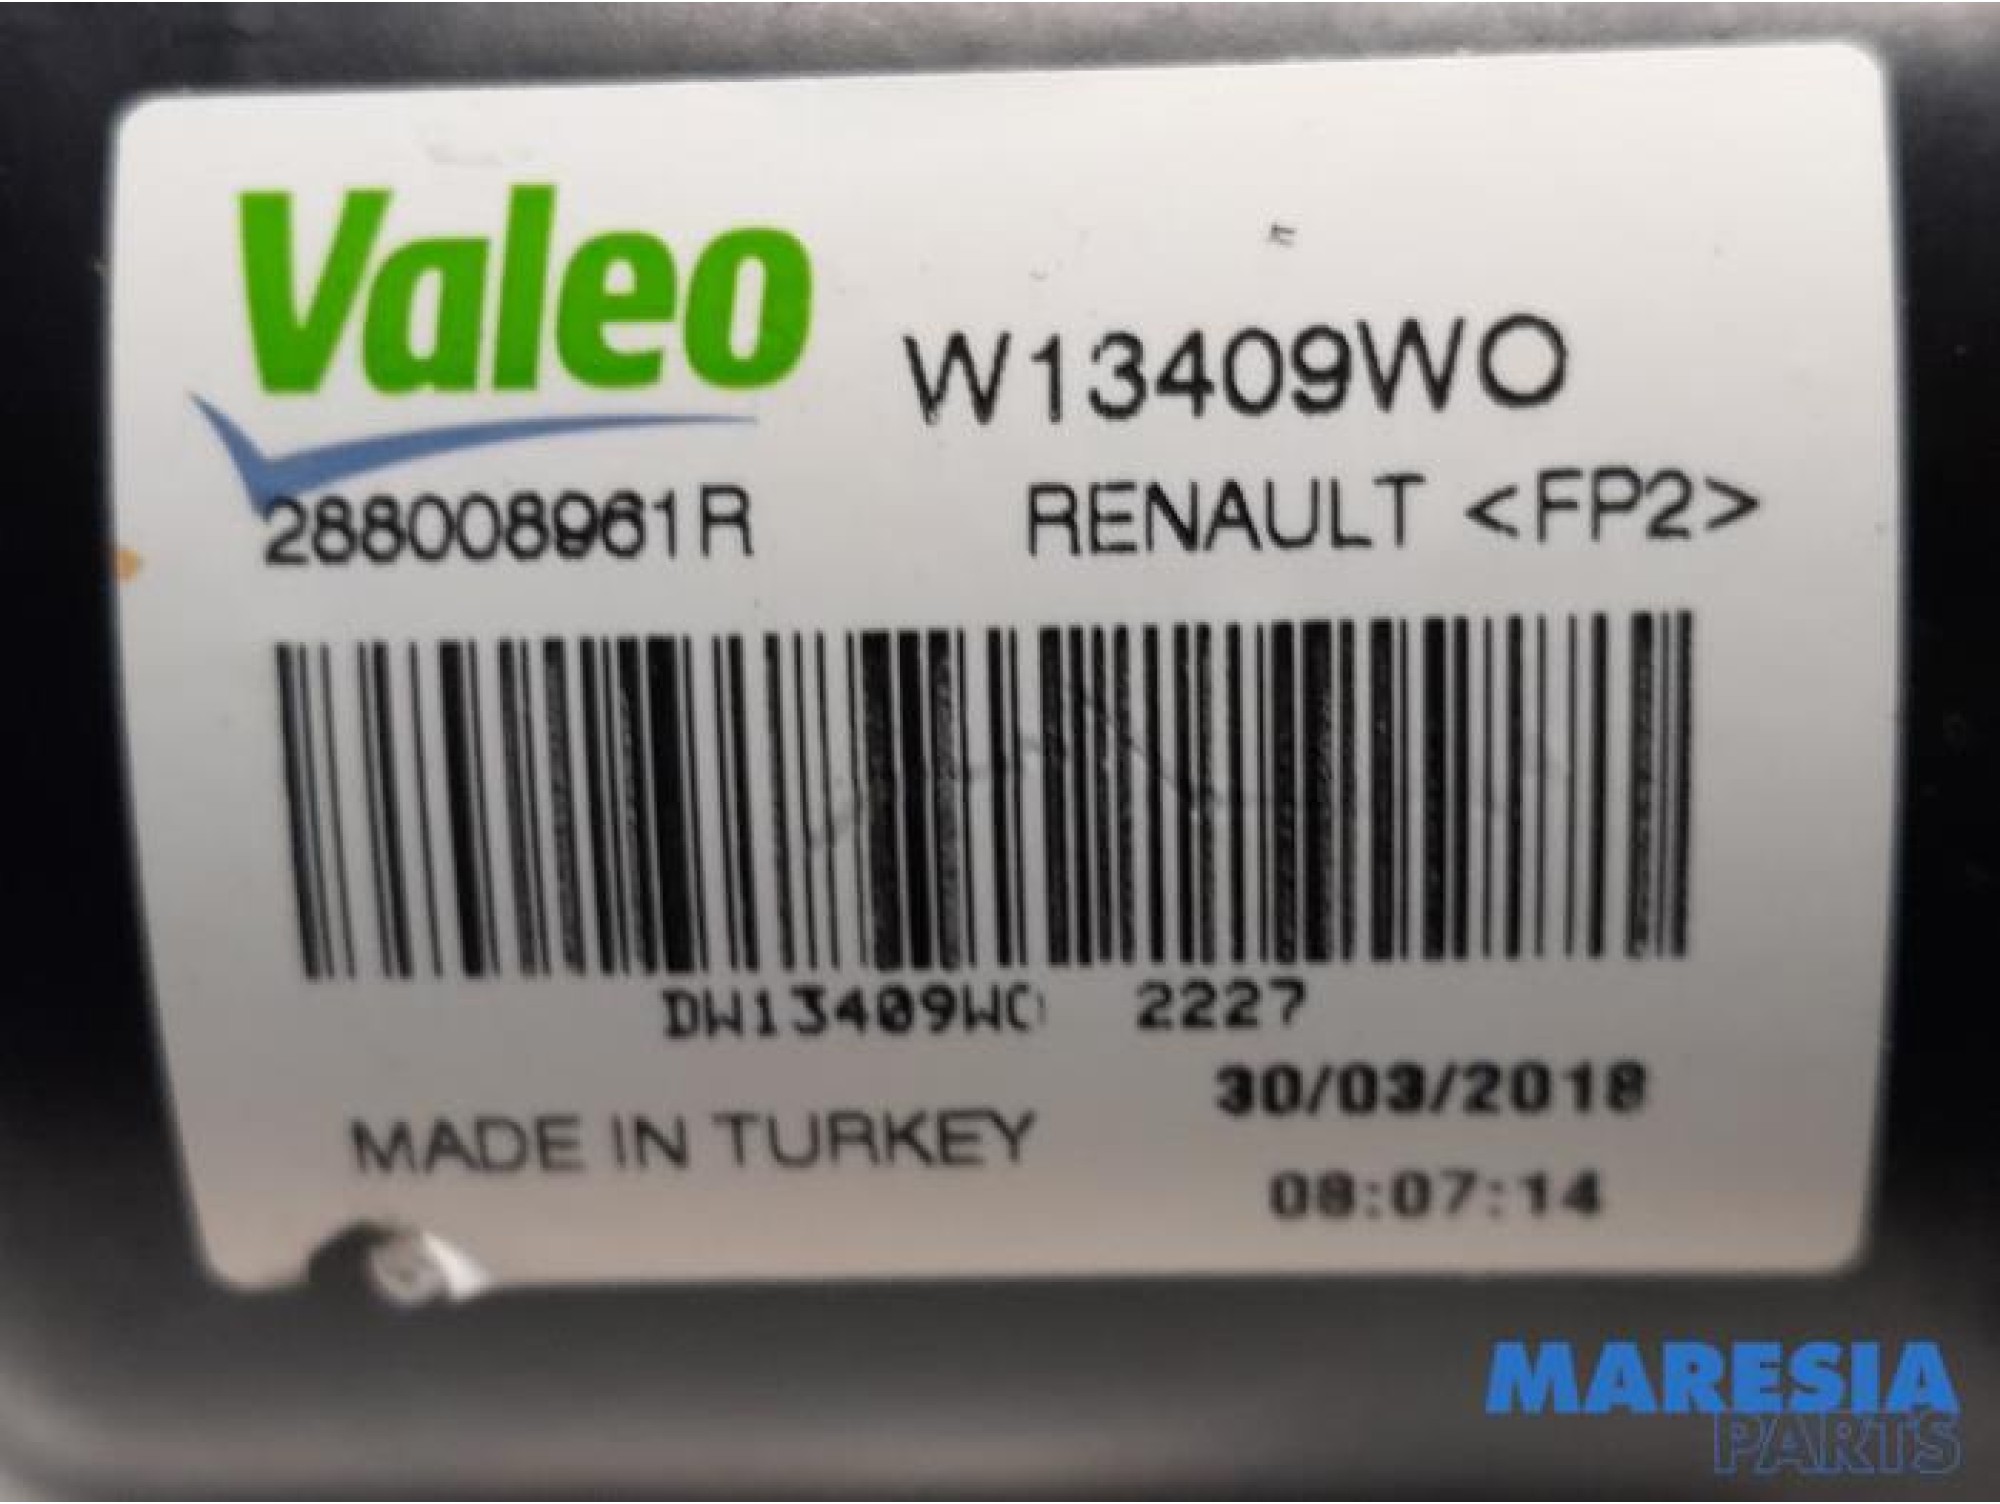 Valeo
W13409WO
288008961R
RENAULT <FP2>
DW13409WO 2227
30/03/2018
MADE IN TURKEY
08:07:14
MARESIA
PARTS